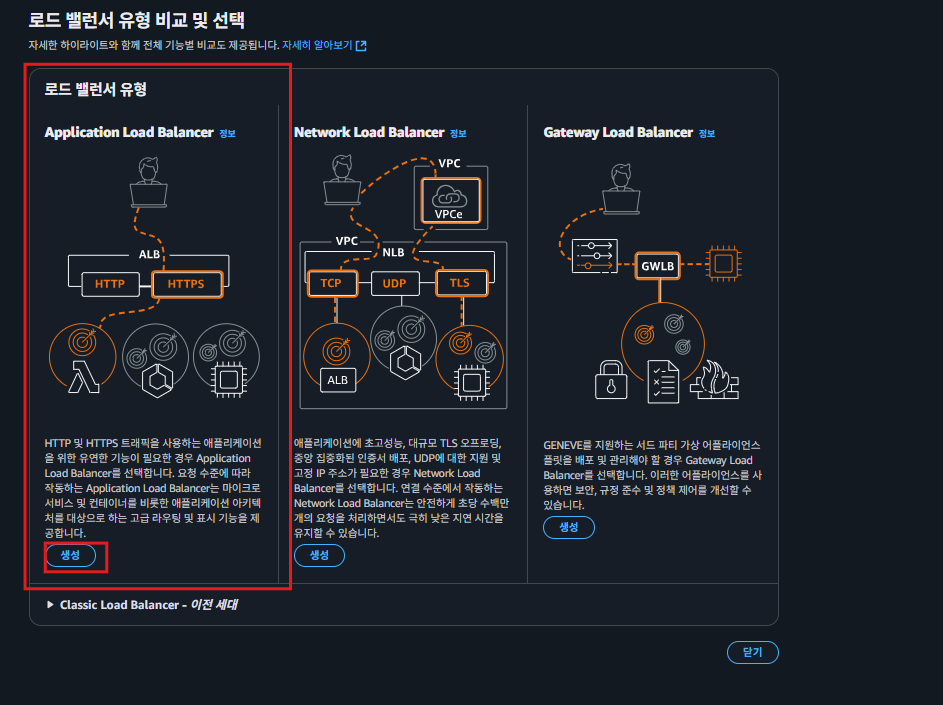 로드 밸런서 유형 비교 및 선택
자세한 하이라이트와 함께 전체 기능별 비교도 제공됩니다. 자세히 알아보기
로드 밸런서 유형
Application Load Balancer 정보
ALB
HTTP
HTTPS
HTTP 및 HTTPS 트래픽을 사용하는 애플리케이션
을 위한 유연한 기능이 필요한 경우 Application
Load Balancer를 선택합니다. 요청 수준에 따라
작동하는 Application Load Balancer는 마이크로
서비스 및 컨테이너를 비롯한 애플리케이션 아키텍
처를 대상으로 하는 고급 라우팅 및 표시 기능을 제
공합니다.
생성
Network Load Balancer 정보
VPC
VPCe
VPC
NLB
TCP
UDP
TLS
ALB
애플리케이션에 초고성능, 대규모 TLS 오프로딩,
중앙 집중화된 인증서 배포, UDP에 대한 지원 및
고정 IP 주소가 필요한 경우 Network Load
Balancer를 선택합니다. 연결 수준에서 작동하는
Network Load Balancer는 안전하게 초당 수백만
개의 요청을 처리하면서도 극히 낮은 지연 시간을
유지할 수 있습니다.
생성
Gateway Load Balancer 정보
GWLB
GENEVE를 지원하는 서드 파티 가상 어플라이언스
플릿을 배포 및 관리해야 할 경우 Gateway Load
Balancer를 선택합니다. 이러한 어플라이언스를 사
용하면 보안, 규정 준수 및 정책 제어를 개선할 수
있습니다.
생성
Classic Load Balancer - 이전 세대
닫기